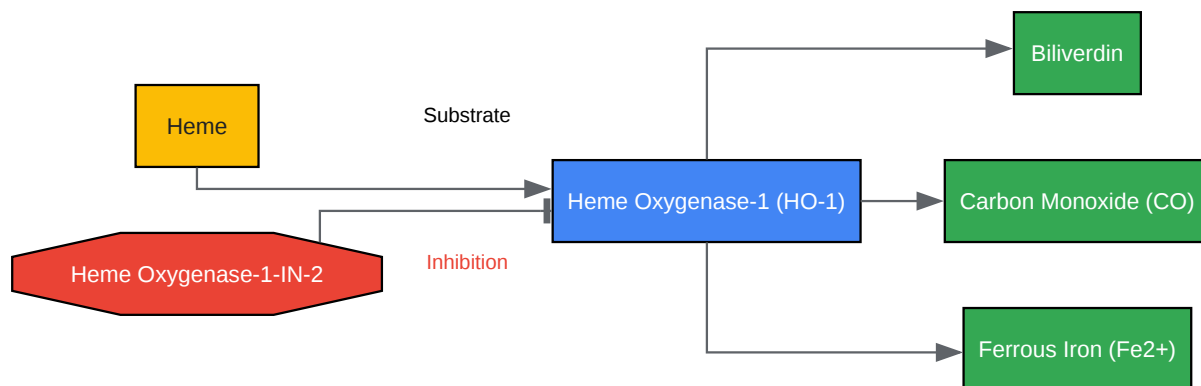 Biliverdin
Heme
Substrate
Heme Oxygenase-1 (HO-1)
Carbon Monoxide (CO)
Inhibition
Heme Oxygenase-1-IN-2
Ferrous Iron (Fe2+)